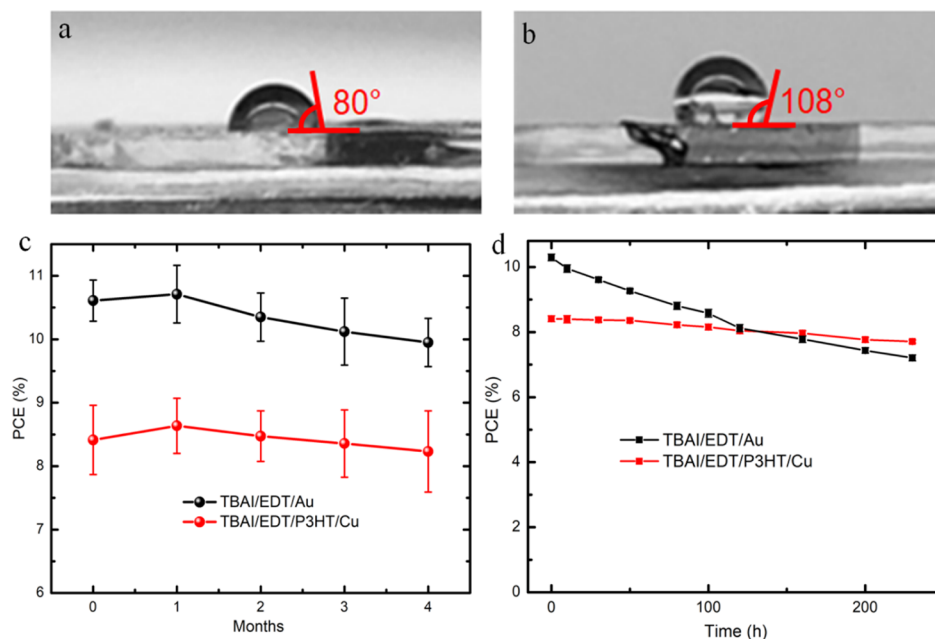 a
80°
b
108°
c
PCE (%)
11
10
9
8
7
6
TBAI/EDT/Au
TBAI/EDT/P3HT/Cu
0 1 2 3 4
Months
d
PCE (%)
10
8
6
4
2
0
TBAI/EDT/Au
TBAI/EDT/P3HT/Cu
0 100 200
Time (h)